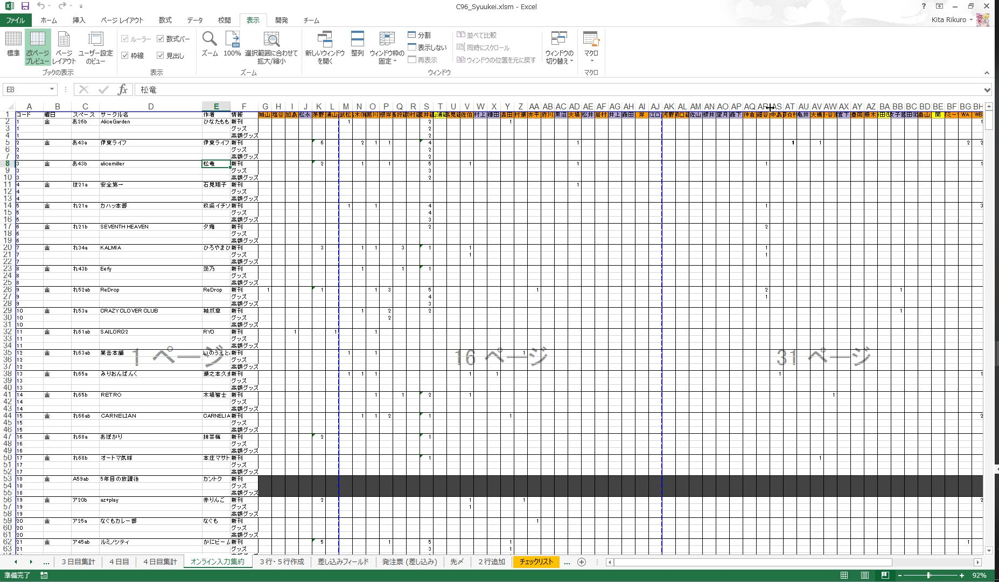 C96_Syuukei.xlsm - Excel
ファイル ホーム 挿入 ページ レイアウト 数式 データ 校閲 表示 開発 チーム Kita Rikuro
標準 改ページ プレビュー ページ レイアウト ユーザー設定 のビュー
ルーラー 数式バー
枠線 見出し
ズーム 100% 選択範囲に合わせて 拡大/縮小
新しいウィンドウ を開く 整列 ウィンドウ枠の 固定
分割
表示しない
再表示
並べて比較
同時にスクロール
ウィンドウの位置を元に戻す
ウィンドウの 切り替え マクロ
ブックの表示 表示 ズーム ウィンドウ マクロ
E8 fx 松竜
A B C D E F G H I J K L M N O P Q R S T U V W X Y Z AA AB AC AD AE AF AG AH AI AJ AK AL AM AN AO AP AQ AS AT AU AV AW AX AY AZ BA BB BC BD BE BF BG BH
1 コード 曜日 スペース サークル名 作者 情報 城山 塩谷 加島 松永 茅野 浦山 武松 越川 根岸 佐伯 村上 種田 森田 村瀬 赤平 府川 黒沼 大場 松井 岩村 井上 藤田 岸 江口 河野 佐山 櫻井 望月 藤下 仲倉 細谷 中島 亀井 大橋 宮下 豊岡 冊木 畠山 関 WA WB
2 1 金 あ26b AliceGarden ひなたもも 新刊 1 2 1 1
3 1 グッズ 2
4 1 高額グッズ 2
5 2 金 あ43a 伊東ライフ 伊東ライフ 新刊 6 2 1 1 4 1 1 1 2 2
6 2 グッズ 2
7 2 高額グッズ 2
8 3 金 あ43b alicemiller 松竜 新刊 2 1 1 5 1 1 1 1
9 3 グッズ 3
10 3 高額グッズ 2
11 4 金 ほ21a 安全第一 石見翔子 新刊 1
12 4 グッズ
13 4 高額グッズ
14 5 金 れ21a カハッ本部 玖条イチソ 新刊 1 1 4 1 3
15 5 グッズ 4
16 5 高額グッズ 3
17 6 金 れ21b SEVENTH HEAVEN 夕薙 新刊 2 2
18 6 グッズ
19 6 高額グッズ
20 7 金 れ34a KALMIA ひろやまひ 新刊 3 1 1 3 1 1 1
21 7 グッズ 1 1
22 7 高額グッズ
23 8 金 れ43b Eefy 茨乃 新刊 1 1 1
24 8 グッズ
25 8 高額グッズ
26 9 金 れ52ab ReDrop ReDrop 新刊 1 1 1 3 5 1 2 1
27 9 グッズ 4 1
28 9 高額グッズ 3
29 10 金 れ53a CRAZY CLOVER CLUB 城爪草 新刊 1 2 2 1
30 10 グッズ 2
31 10 高額グッズ
32 11 金 れ61ab SAILORQ2 RYO 新刊 1 1 1
33 11 グッズ
34 11 高額グッズ
35 12 金 れ63ab 薬缶本舗 いのうえと 新刊 1 1 1
36 12 グッズ
1 ページ 16 ページ 31 ページ
37 12 高額グッズ
38 13 金 れ65a みりおんばんく 瀬之本久史 新刊 1 1 1 1 1 1 1
39 13 グッズ
40 13 高額グッズ
41 14 金 れ65b RETRO 木場智士 新刊 1 1 2 1 1
42 14 グッズ
43 14 高額グッズ
44 15 金 れ66ab CARNELIAN CARNELIA 新刊 1 1 2 1 1 2
45 15 グッズ
46 15 高額グッズ
47 16 金 れ68a あぽかり 抹茶梅 新刊 2 1
48 16 グッズ
49 16 高額グッズ
50 17 金 れ68b オートマ気球 本庄マサト 新刊 1 1
51 17 グッズ
52 17 高額グッズ
53 18 金 A59ab 5年目の放課後 カントク 新刊
54 18 グッズ
55 18 高額グッズ
56 19 金 ア20b az+play 赤りんご 新刊 2 1 1 2
57 19 グッズ 1
58 19 高額グッズ
59 20 金 ア25a なぐもカレー部 なぐも 新刊 1
60 20 グッズ
61 20 高額グッズ
62 21 金 ア45ab ルミノシティ かにビーム 新刊 5 1 5 1 1
63 21 グッズ 3 1
... ３日目集計 ４日目 ４日目集計 オンライン入力集約 ３行・５行作成 差し込みフィールド 発注票 (差し込み) 先〆 ２行追加 チェックリスト ...
準備完了 92%